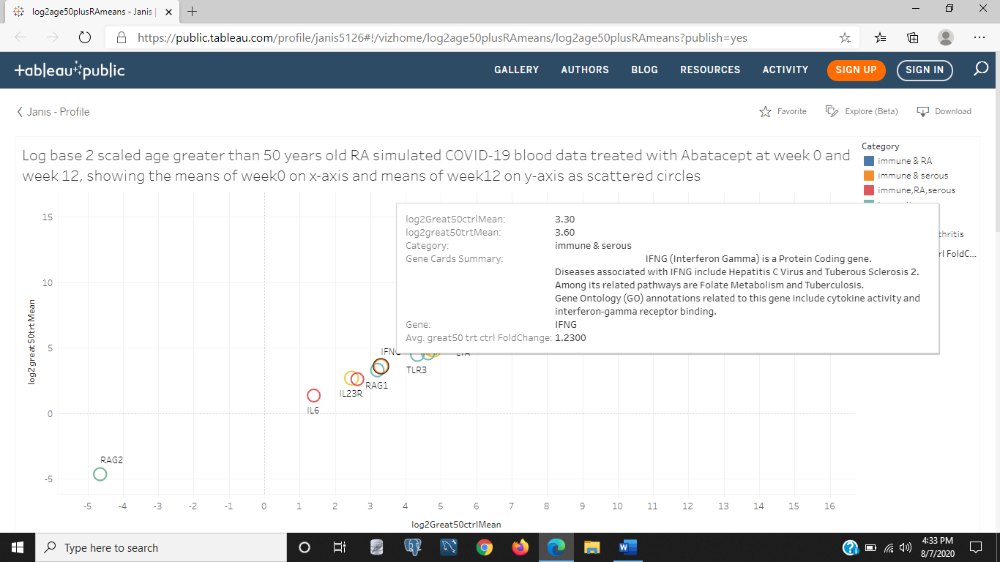 log2age50plusRAmeans - Janis |
https://public.tableau.com/profile/janis5126#!/vizhome/log2age50plusRAmeans/log2age50plusRAmeans?publish=yes
tableau public
GALLERY AUTHORS BLOG RESOURCES ACTIVITY SIGN UP SIGN IN
Janis - Profile
Favorite Explore (Beta) Download
Log base 2 scaled age greater than 50 years old RA simulated COVID-19 blood data treated with Abatacept at week 0 and
week 12, showing the means of week0 on x-axis and means of week12 on y-axis as scattered circles
Category
immune & RA
immune & serous
immune,RA,serous
thritis
rl FoldC...
log2Great50ctrlMean: 3.30
log2great50trtMean: 3.60
Category: immune & serous
Gene Cards Summary: IFNG (Interferon Gamma) is a Protein Coding gene.
Diseases associated with IFNG include Hepatitis C Virus and Tuberous Sclerosis 2.
Among its related pathways are Folate Metabolism and Tuberculosis.
Gene Ontology (GO) annotations related to this gene include cytokine activity and
interferon-gamma receptor binding.
Gene: IFNG
Avg. great50 trt ctrl FoldChange: 1.2300
15
10
5
0
-5
log2great50trtMean
IFNG
TLR3
RAG1
IL23R
IL6
RAG2
-5 -4 -3 -2 -1 0 1 2 3 4 5 6 7 8 9 10 11 12 13 14 15 16
log2Great50ctrlMean
Type here to search
4:33 PM
8/7/2020